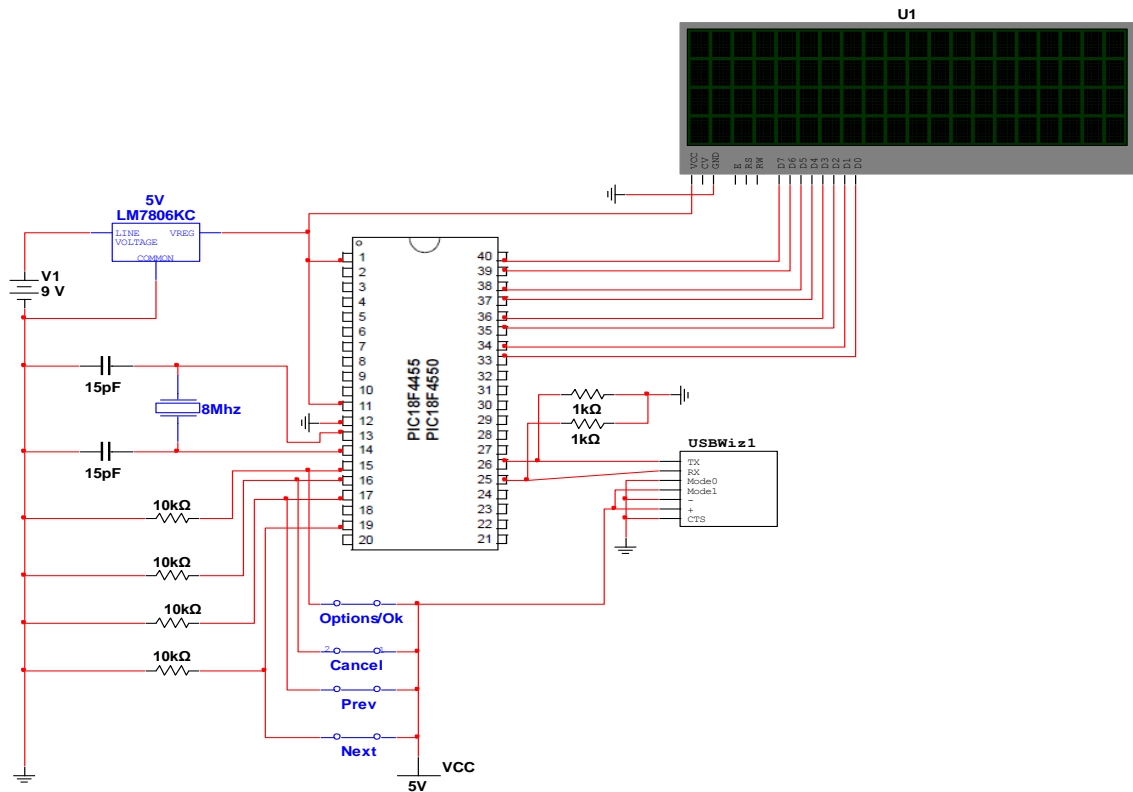 U1
VCC
CV
GND
E
RS
RW
D7
D6
D5
D4
D3
D2
D1
D0
5V
LM7806KC
LINE VREG
VOLTAGE
COMMON
V1
9 V
15pF
8Mhz
15pF
1 40
2 39
3 38
4 37
5 36
6 35
7 34
8 33
9 32
10 31
11 30
12 29
13 28
14 27
15 26
16 25
17 24
18 23
19 22
20 21
PIC18F4455
PIC18F4550
1kΩ
1kΩ
USBWiz1
TX
RX
Mode0
Mode1
-
+
CTS
10kΩ
10kΩ
10kΩ
10kΩ
Options/Ok
2 1
Cancel
Prev
Next
VCC
5V